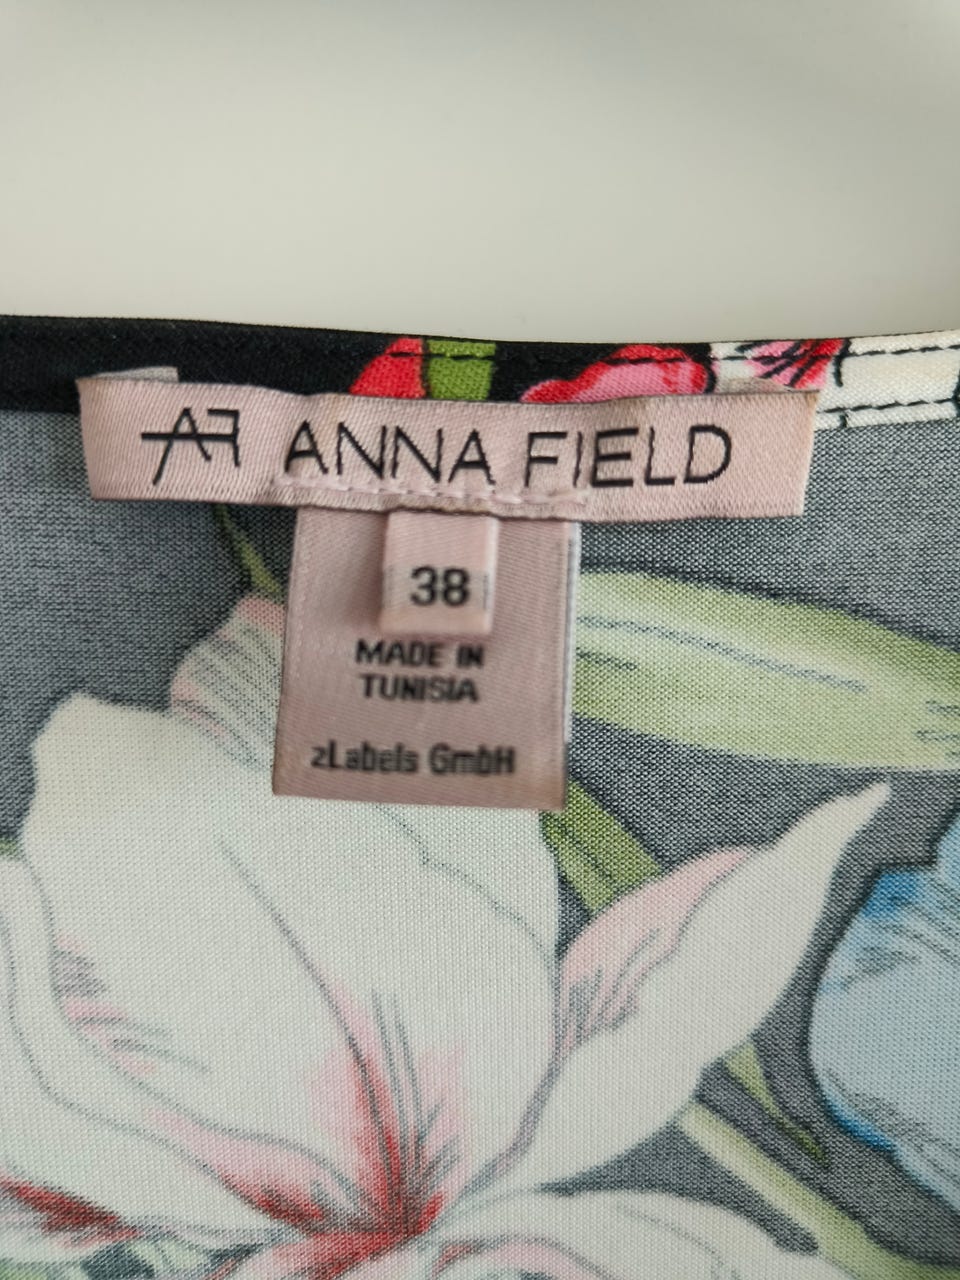 AF ANNA FIELD
38
MADE IN
TUNISIA
zLabels GmbH